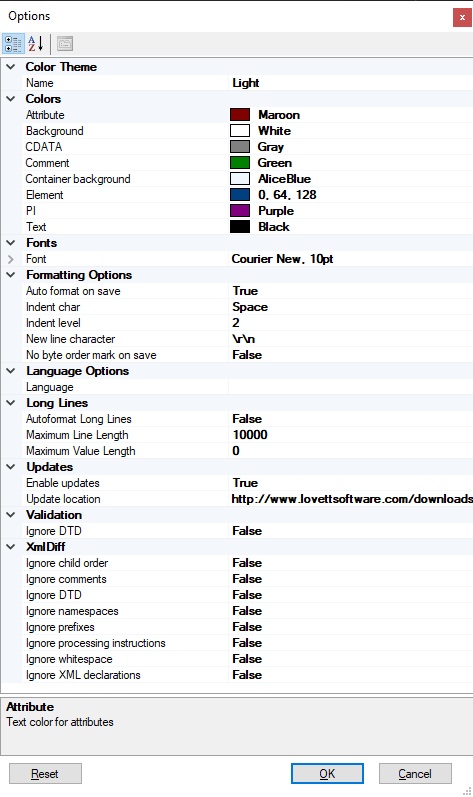 Options
Color Theme
Name Light
Colors
Attribute Maroon
Background White
CDATA Gray
Comment Green
Container background AliceBlue
Element 0, 64, 128
PI Purple
Text Black
Fonts
Font Courier New, 10pt
Formatting Options
Auto format on save True
Indent char Space
Indent level 2
New line character \r\n
No byte order mark on save False
Language Options
Language
Long Lines
Autoformat Long Lines False
Maximum Line Length 10000
Maximum Value Length 0
Updates
Enable updates True
Update location http://www.lovettsoftware.com/downloads
Validation
Ignore DTD False
XmlDiff
Ignore child order False
Ignore comments False
Ignore DTD False
Ignore namespaces False
Ignore prefixes False
Ignore processing instructions False
Ignore whitespace False
Ignore XML declarations False
Attribute
Text color for attributes
Reset OK Cancel